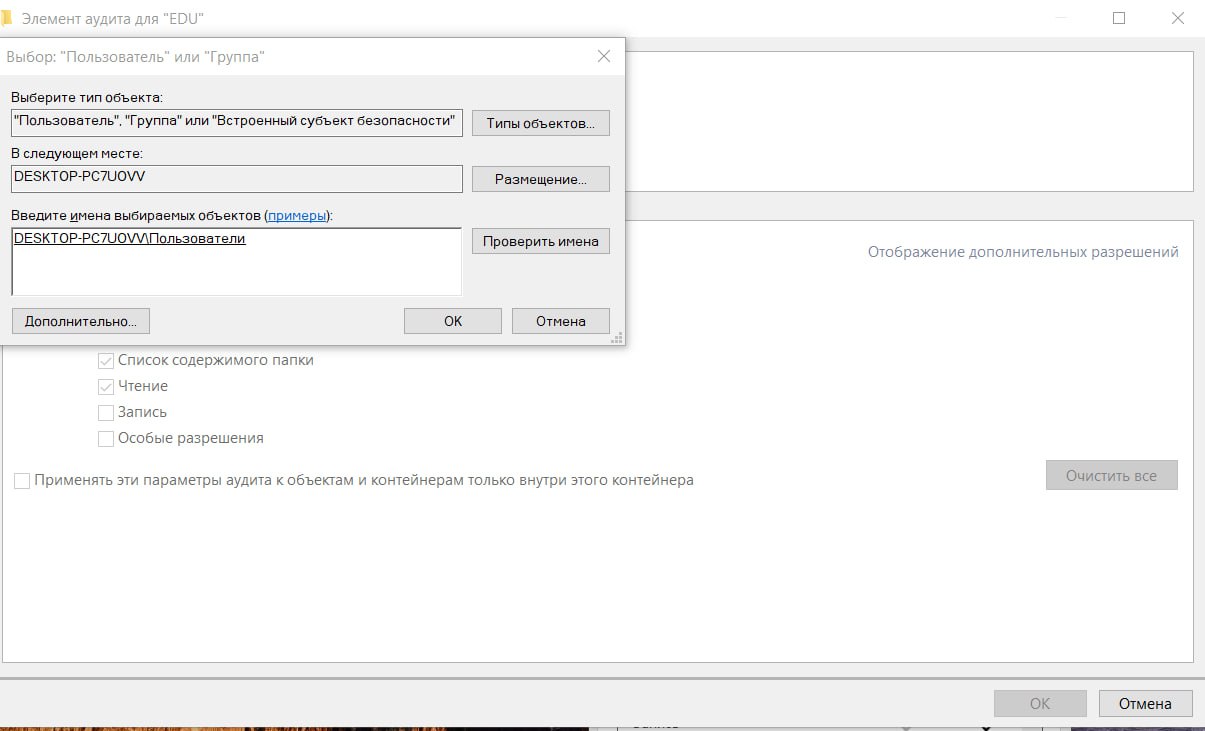 Элемент аудита для "EDU"
Выбор: "Пользователь" или "Группа"
Выберите тип объекта:
"Пользователь", "Группа" или "Встроенный субъект безопасности"
Типы объектов...
В следующем месте:
DESKTOP-PC7UOVV
Размещение...
Введите имена выбираемых объектов (примеры):
DESKTOP-PC7UOVV\Пользователи
Проверить имена
Отображение дополнительных разрешений
Дополнительно...
ОК
Отмена
Список содержимого папки
Чтение
Запись
Особые разрешения
Применять эти параметры аудита к объектам и контейнерам только внутри этого контейнера
Очистить все
ОК
Отмена